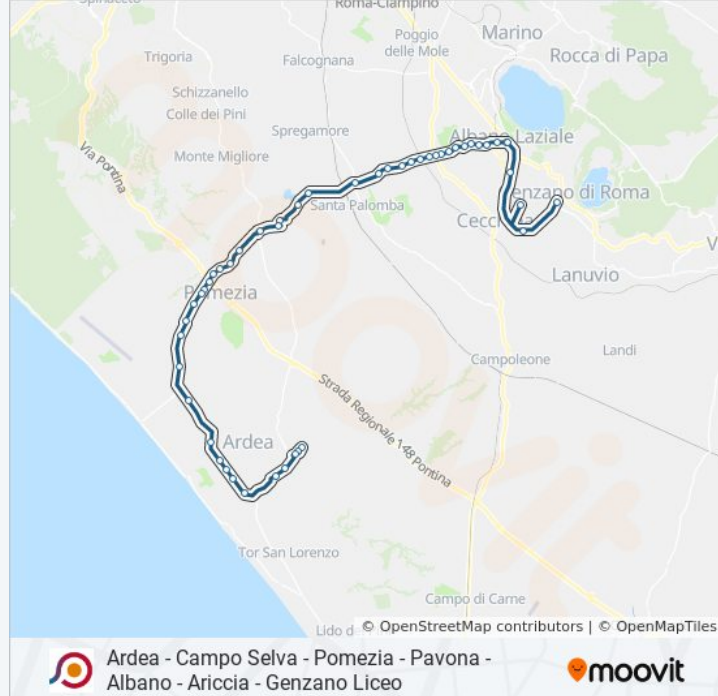 Spinaceto
Roma-Ciampino
Marino
Poggio
delle Mole
Trigoria
Falcognana
Rocca di Papa
Schizzanello
Colle dei Pini
Spregamore
Albano Laziale
Via Pontina
Monte Migliore
Santa Palomba
Genzano di Roma
Cecchina
Lanuvio
Pomezia
Campoleone
Landi
Strada Regionale 148 Pontina
Ardea
Tor San Lorenzo
Campo di Carne
© OpenStreetMap contributors | © OpenMapTiles
Ardea - Campo Selva - Pomezia - Pavona -
Albano - Ariccia - Genzano Liceo
moovit